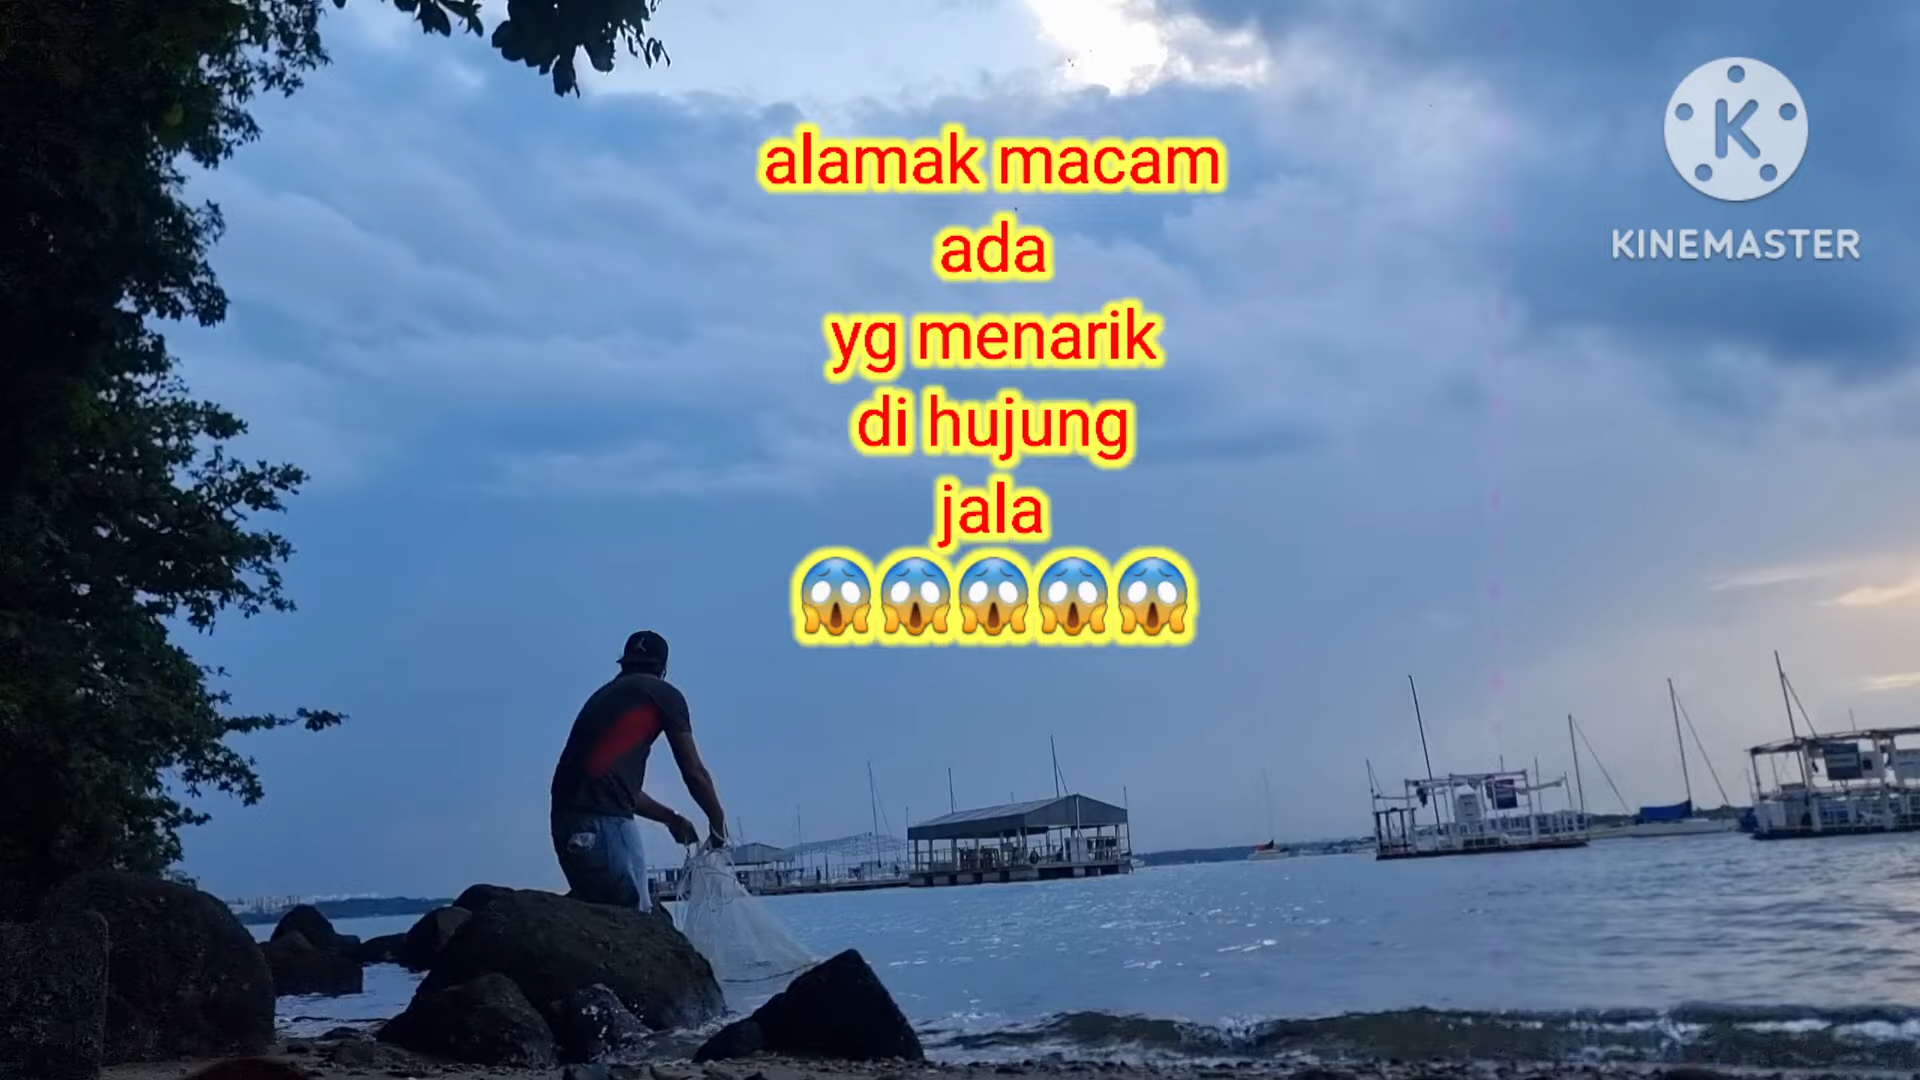 alamak macam
ada
yg menarik
di hujung
jala
😱😱😱😱😱
K
KINEMASTER